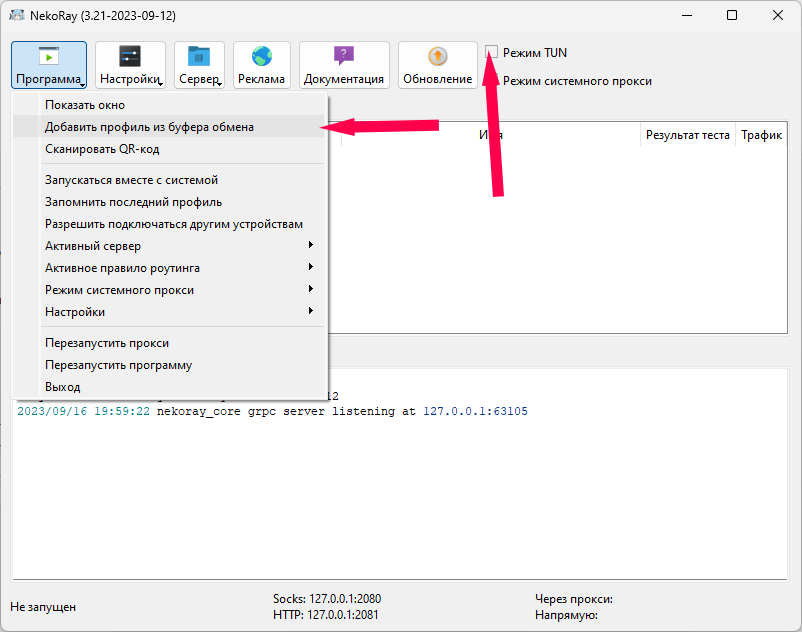 NekoRay (3.21-2023-09-12)
Программа Настройки Сервер Реклама Документация Обновление
Режим TUN
Режим системного прокси
Показать окно
Добавить профиль из буфера обмена
Сканировать QR-код
Запускаться вместе с системой
Запомнить последний профиль
Разрешить подключаться другим устройствам
Активный сервер
Активное правило роутинга
Режим системного прокси
Настройки
Перезапустить прокси
Перезапустить программу
Выход
Имя Результат теста Трафик
12
2023/09/16 19:59:22 nekoray_core grpc server listening at 127.0.0.1:63105
Не запущен
Socks: 127.0.0.1:2080
HTTP: 127.0.0.1:2081
Через прокси:
Напрямую: